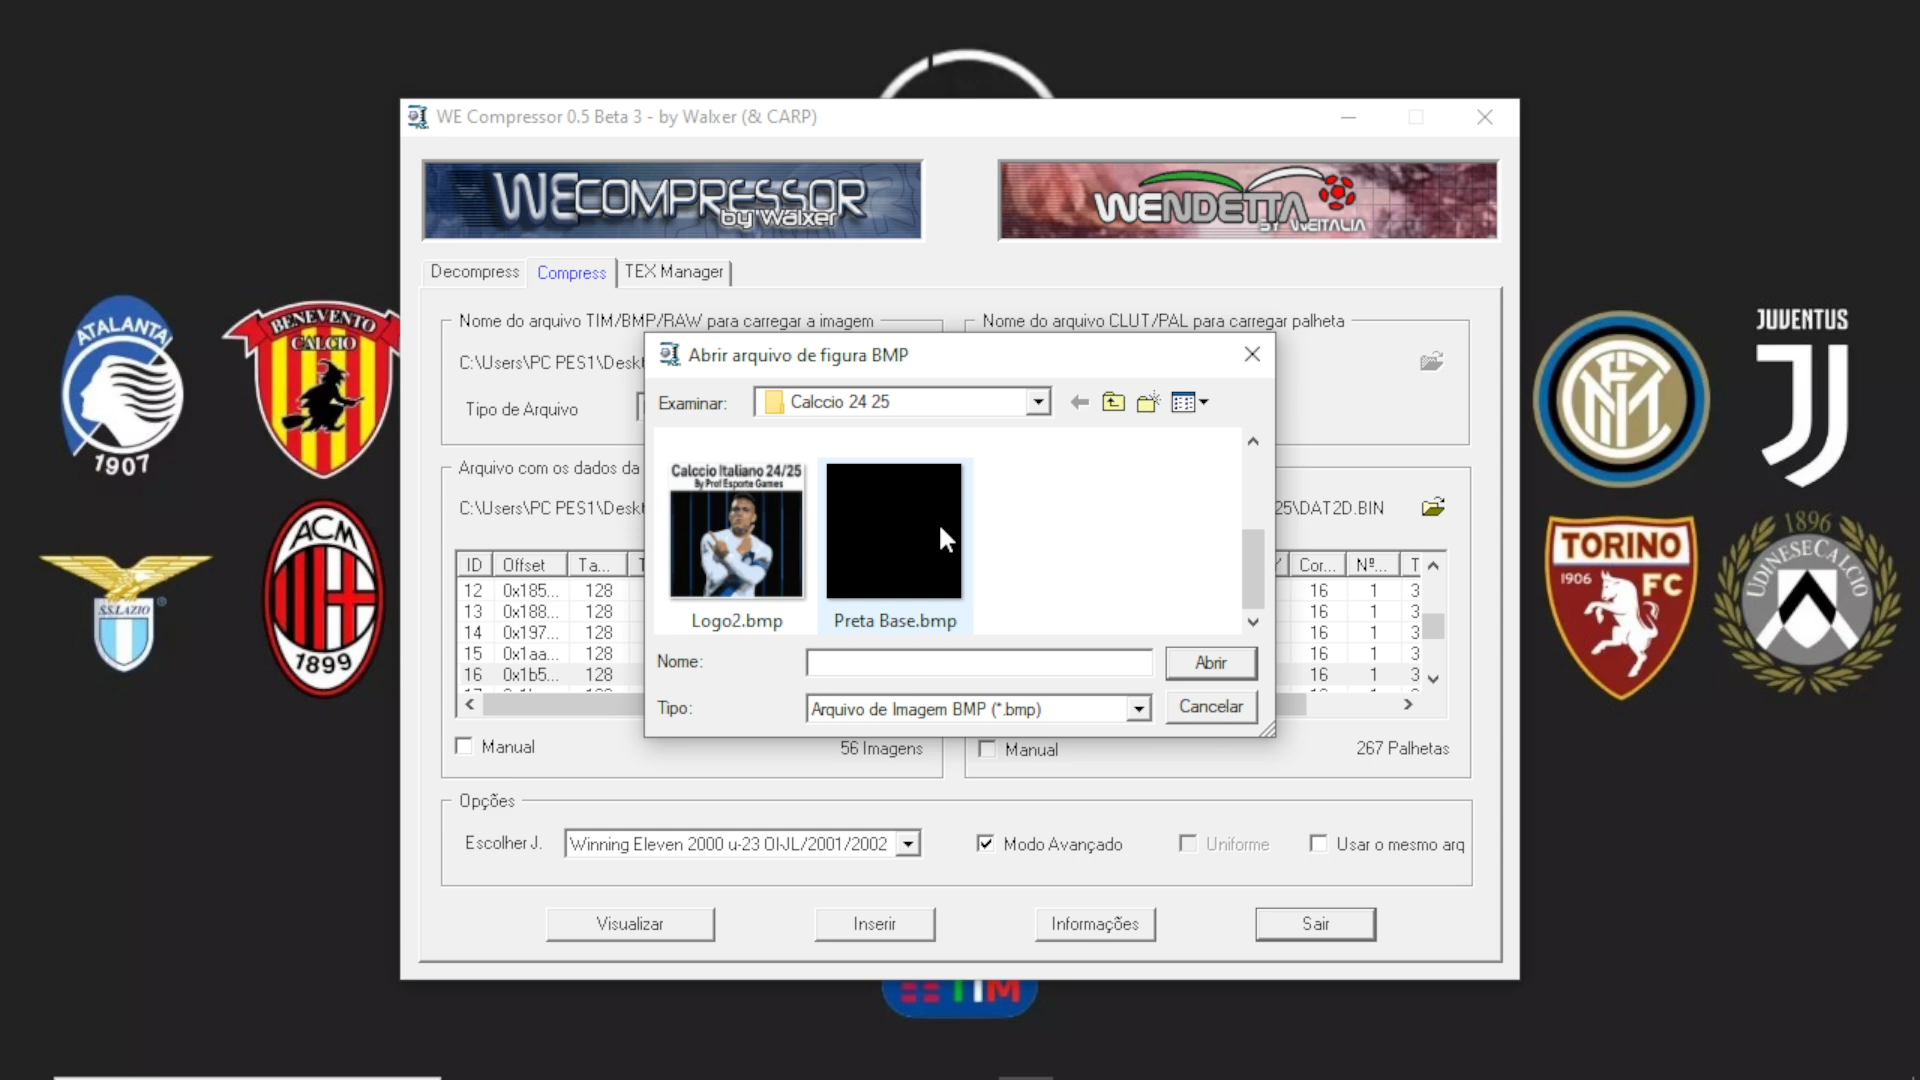 WE Compressor 0.5 Beta 3 - by Walxer (& CARP)
WECOMPRESSOR
by Walxer
WENDETTA
BY WEITALIA
Decompress
Compress
TEX Manager
Nome do arquivo TIM/BMP/RAW para carregar a imagem
Nome do arquivo CLUT/PAL para carregar palheta
C:\Users\PC PES1\Deskt
Tipo de Arquivo
Abrir arquivo de figura BMP
Examinar:
Calccio 24 25
Calccio Italiano 24/25
By Prof Esporte Games
Logo2.bmp
Preta Base.bmp
Nome:
Abrir
Tipo:
Arquivo de Imagem BMP (*.bmp)
Cancelar
Arquivo com os dados da
C:\Users\PC PES1\Deskt
25\DAT2D.BIN
ID Offset Ta... T
12 0x185... 128
13 0x188... 128
14 0x197... 128
15 0x1aa... 128
16 0x1b5... 128
Cor... Nº... T
16 1 3
16 1 3
16 1 3
16 1 3
16 1 3
Manual
56 Imagens
Manual
267 Palhetas
Opções
Escolher J.
Winning Eleven 2000 u-23 OI-JL/2001/2002
Modo Avançado
Uniforme
Usar o mesmo arq
Visualizar
Inserir
Informações
Sair
ATALANTA
1907
BENEVENTO
CALCIO
S.S.LAZIO
ACM
1899
JUVENTUS
TORINO
1906 FC
1896
UDINESE CALCIO
TIM